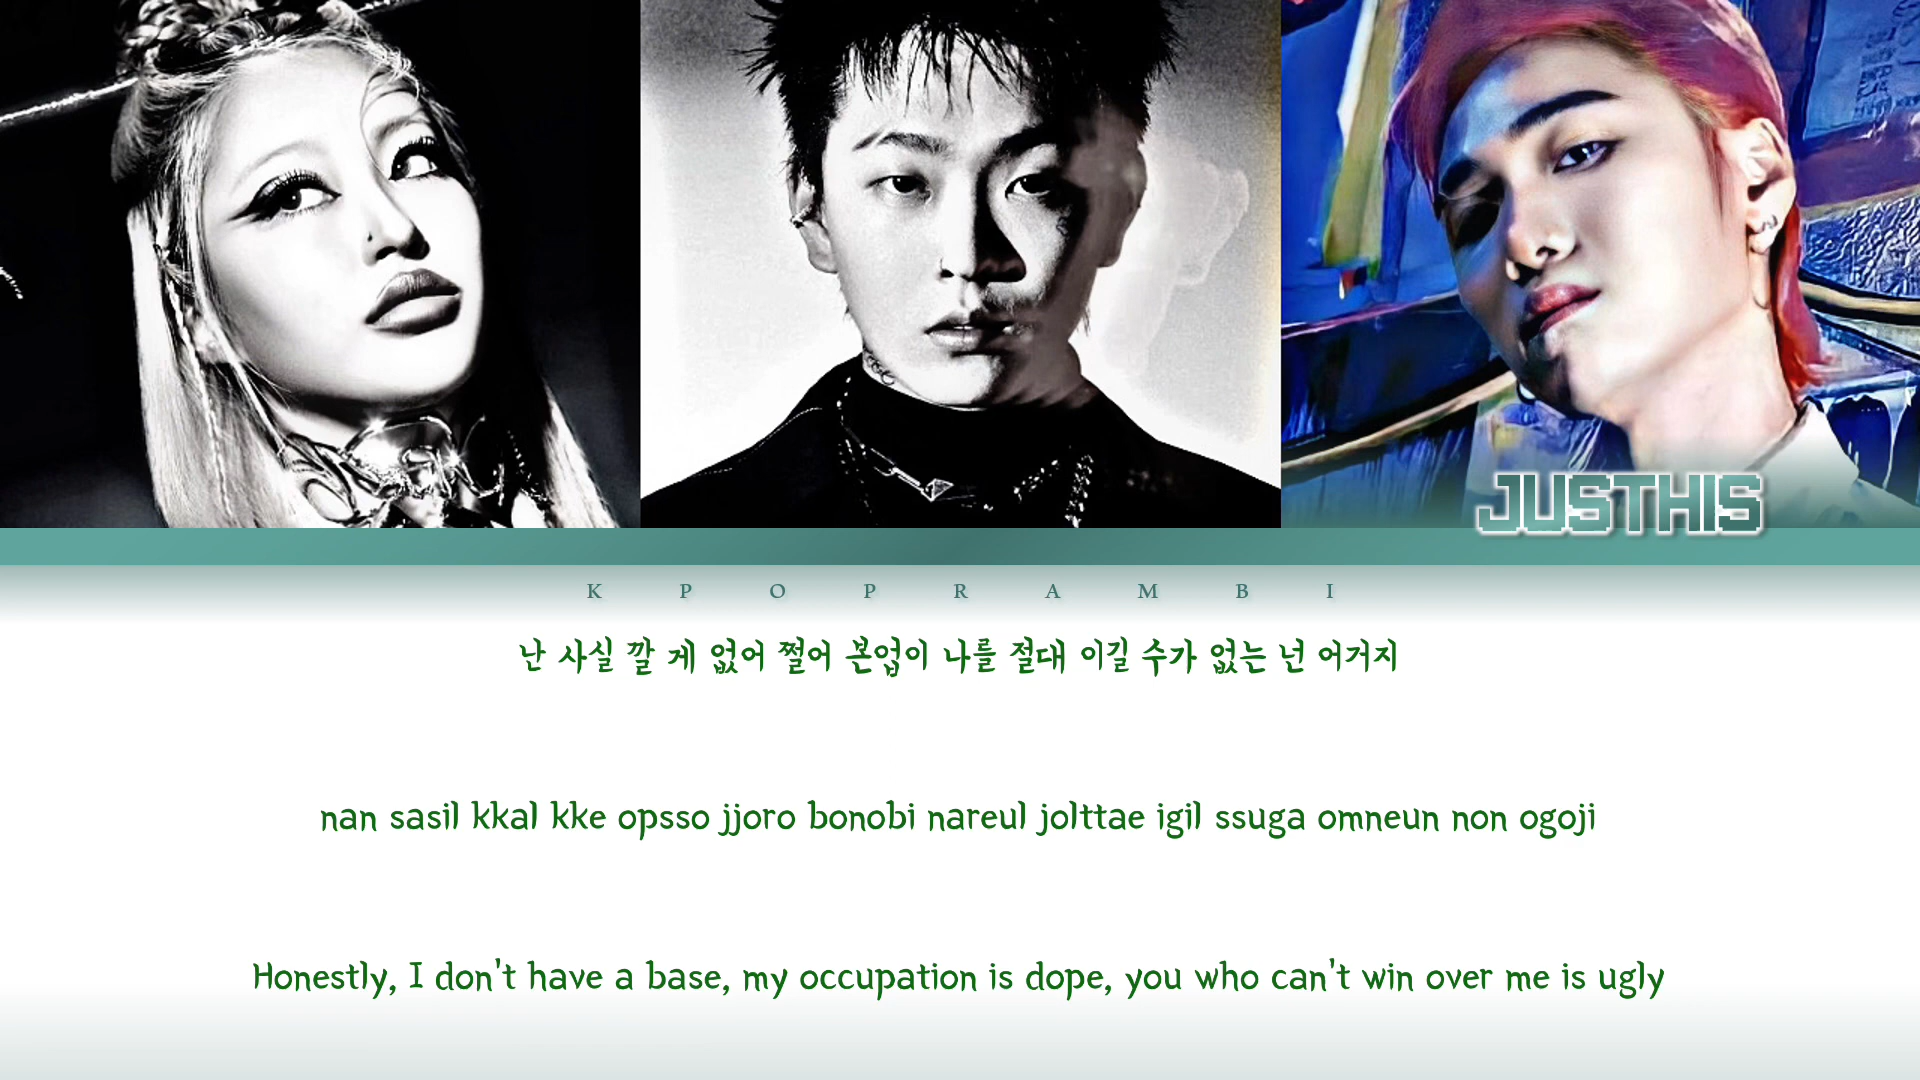 JUSTHIS
K P O P R A M B I
난 사실 깔 게 없어 쩔어 본업이 나를 절대 이길 수가 없는 넌 어거지
nan sasil kkal kke opsso jjoro bonobi nareul jolttae igil ssuga omneun non ogoji
Honestly, I don't have a base, my occupation is dope, you who can't win over me is ugly